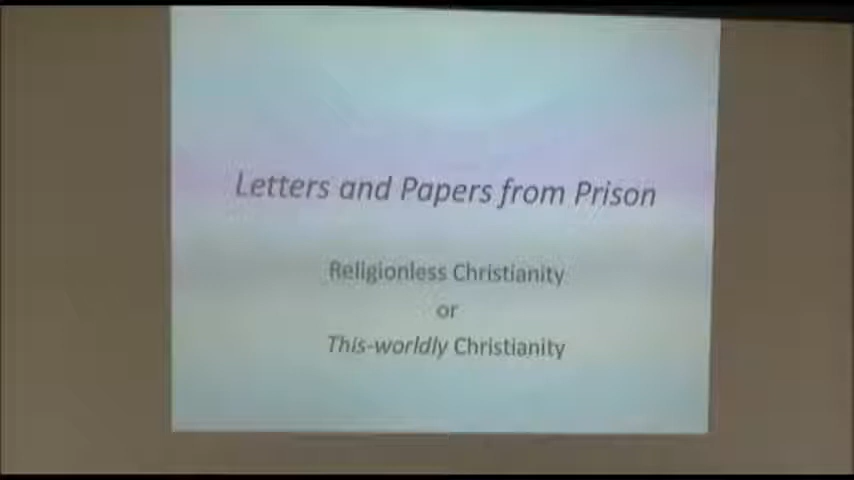 Letters and Papers from Prison
Religionless Christianity
or
This-worldly Christianity